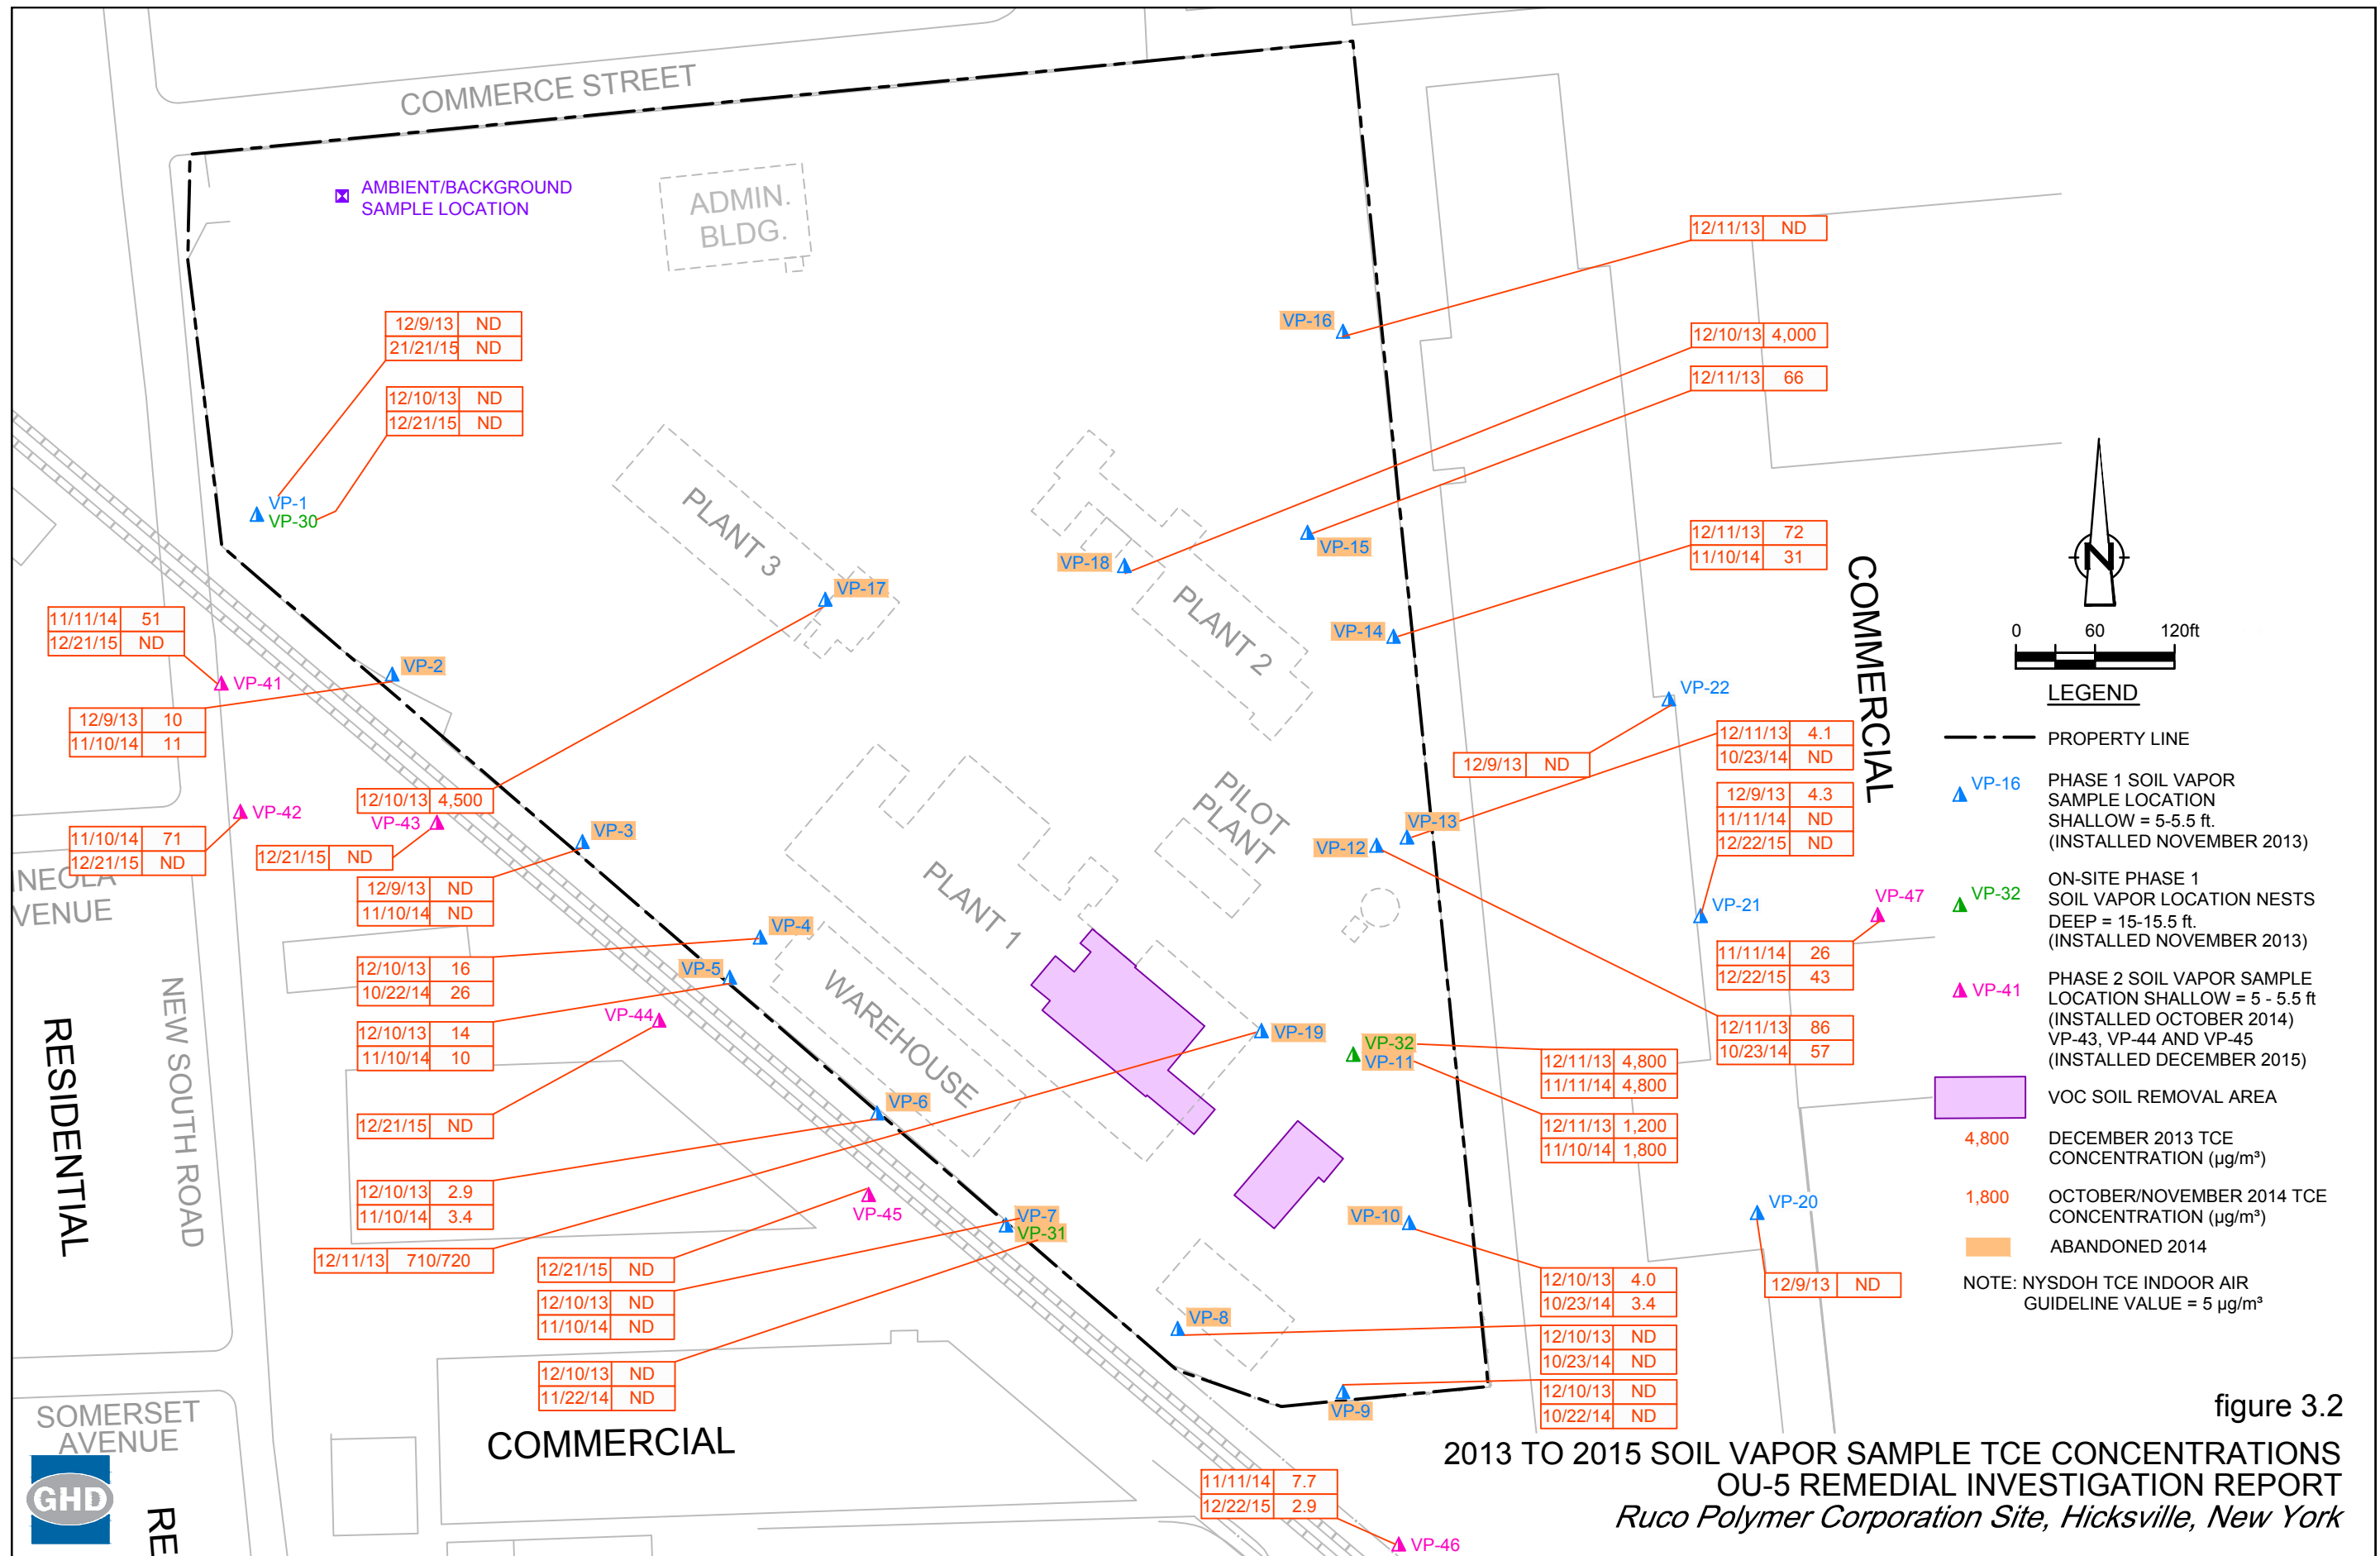 COMMERCE STREET
AMBIENT/BACKGROUND
SAMPLE LOCATION
ADMIN.
BLDG.
12/11/13 ND
VP-16
12/9/13 ND
21/21/15 ND
12/10/13 4,000
12/11/13 66
12/10/13 ND
12/21/15 ND
VP-1
VP-30
PLANT 3
VP-15
VP-18
12/11/13 72
11/10/14 31
VP-17
PLANT 2
VP-14
11/11/14 51
12/21/15 ND
VP-41
VP-2
12/9/13 10
11/10/14 11
VP-22
12/9/13 ND
12/11/13 4.1
10/23/14 ND
COMMERCIAL
12/10/13 4,500
VP-43
VP-42
11/10/14 71
12/21/15 ND
12/21/15 ND
VP-3
PILOT
PLANT
VP-13
VP-12
12/9/13 4.3
11/11/14 ND
12/22/15 ND
INEOLA
VENUE
12/9/13 ND
11/10/14 ND
PLANT 1
VP-21
VP-47
VP-4
12/10/13 16
10/22/14 26
VP-5
11/11/14 26
12/22/15 43
12/10/13 14
11/10/14 10
VP-44
WAREHOUSE
VP-19
VP-32
VP-11
12/11/13 86
10/23/14 57
12/11/13 4,800
11/11/14 4,800
NEW SOUTH ROAD
RESIDENTIAL
12/21/15 ND
VP-6
12/11/13 1,200
11/10/14 1,800
12/10/13 2.9
11/10/14 3.4
VP-45
VP-7
VP-31
VP-10
VP-20
12/11/13 710/720
12/21/15 ND
12/10/13 ND
11/10/14 ND
12/10/13 4.0
10/23/14 3.4
12/9/13 ND
VP-8
12/10/13 ND
10/23/14 ND
12/10/13 ND
11/22/14 ND
12/10/13 ND
10/22/14 ND
VP-9
SOMERSET
AVENUE
COMMERCIAL
GHD
RE
11/11/14 7.7
12/22/15 2.9
VP-46
N
0 60 120ft
LEGEND
PROPERTY LINE
VP-16 PHASE 1 SOIL VAPOR
SAMPLE LOCATION
SHALLOW = 5-5.5 ft.
(INSTALLED NOVEMBER 2013)
VP-32 ON-SITE PHASE 1
SOIL VAPOR LOCATION NESTS
DEEP = 15-15.5 ft.
(INSTALLED NOVEMBER 2013)
VP-41 PHASE 2 SOIL VAPOR SAMPLE
LOCATION SHALLOW = 5 - 5.5 ft
(INSTALLED OCTOBER 2014)
VP-43, VP-44 AND VP-45
(INSTALLED DECEMBER 2015)
VOC SOIL REMOVAL AREA
4,800 DECEMBER 2013 TCE
CONCENTRATION (µg/m³)
1,800 OCTOBER/NOVEMBER 2014 TCE
CONCENTRATION (µg/m³)
ABANDONED 2014
NOTE: NYSDOH TCE INDOOR AIR
GUIDELINE VALUE = 5 µg/m³
figure 3.2
2013 TO 2015 SOIL VAPOR SAMPLE TCE CONCENTRATIONS
OU-5 REMEDIAL INVESTIGATION REPORT
Ruco Polymer Corporation Site, Hicksville, New York